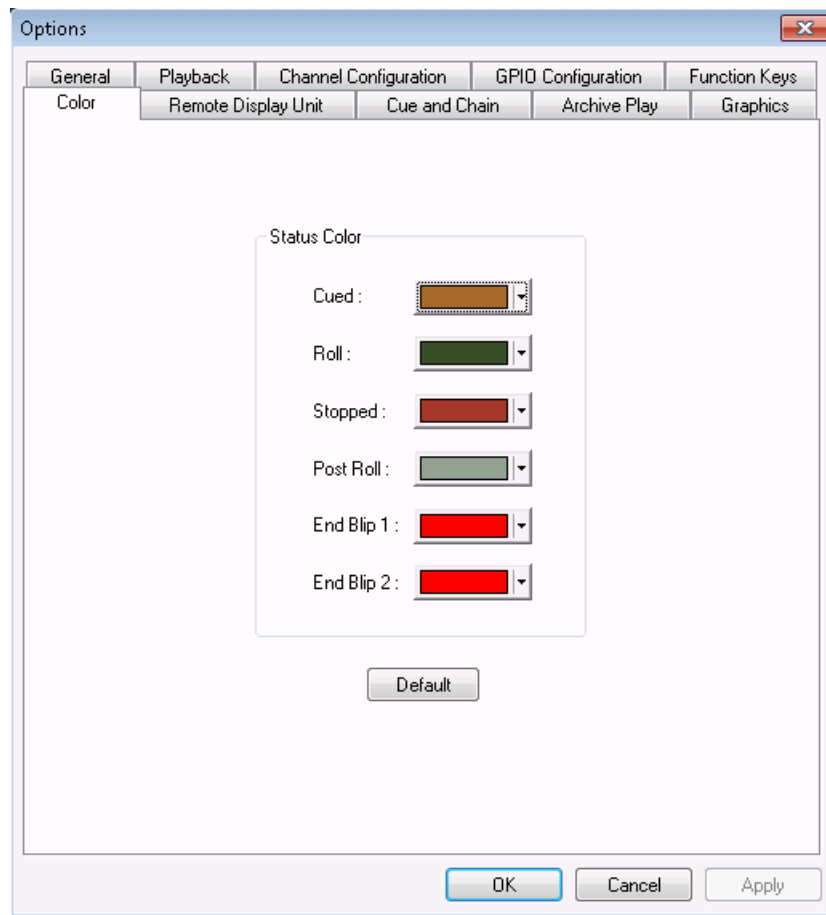 Options
General Playback Channel Configuration GPIO Configuration Function Keys
Color Remote Display Unit Cue and Chain Archive Play Graphics
Status Color
Cued :
Roll :
Stopped :
Post Roll :
End Blip 1 :
End Blip 2 :
Default
OK Cancel Apply